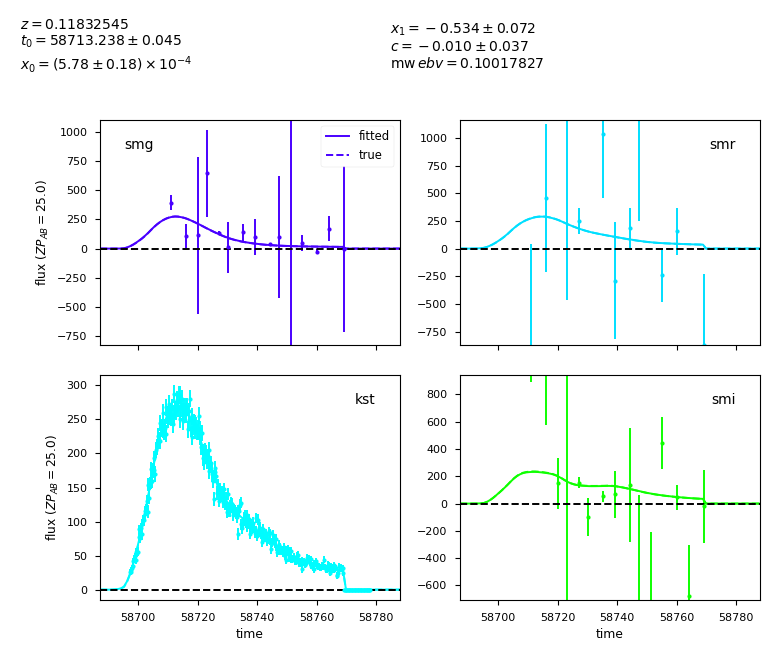 z = 0.11832545
t₀ = 58713.238 ± 0.045
x₀ = (5.78 ± 0.18) × 10⁻⁴
x₁ = −0.534 ± 0.072
c = −0.010 ± 0.037
mw ebv = 0.10017827
smg
fitted
true
1000
750
500
250
0
−250
−500
−750
flux (ZP_AB = 25.0)
smr
1000
750
500
250
0
−250
−500
−750
kst
300
250
200
150
100
50
0
flux (ZP_AB = 25.0)
58700 58720 58740 58760 58780
time
smi
800
600
400
200
0
−200
−400
−600
58700 58720 58740 58760 58780
time